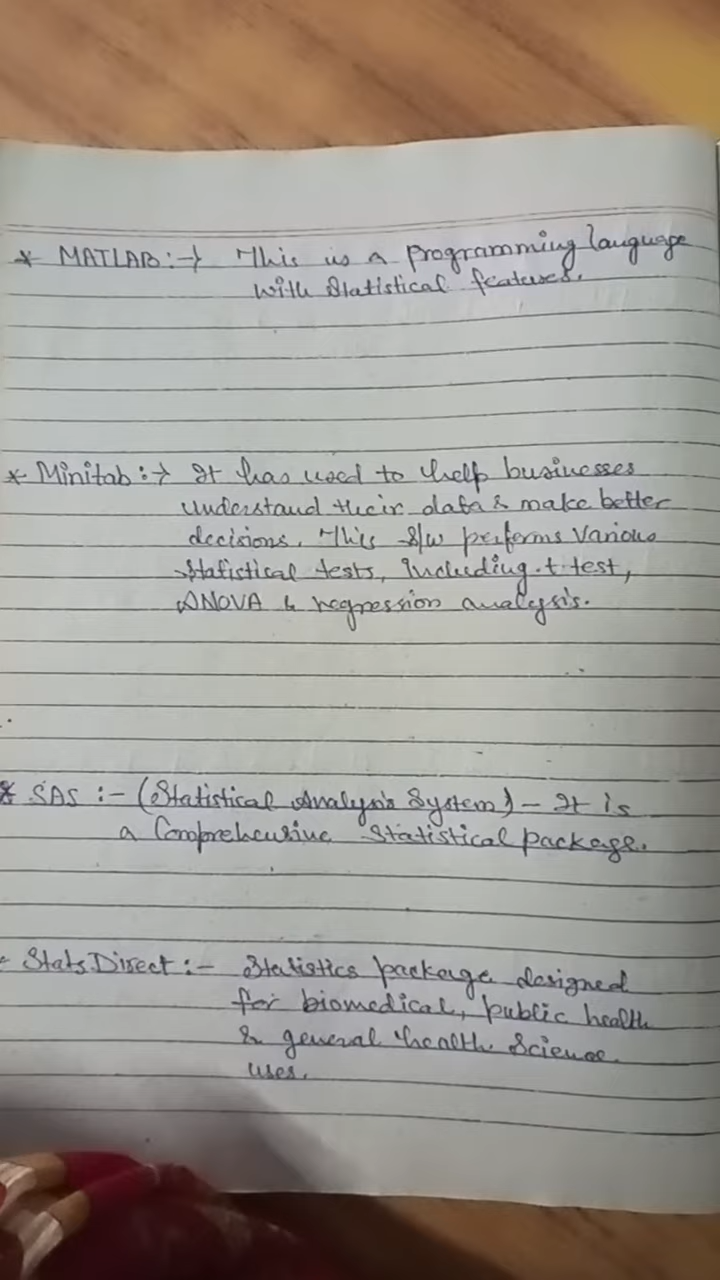 * MATLAB :→ This is a programming language
with Statistical features.
* Minitab :→ It has used to help businesses
understand their data & make better
decisions. This S/w performs Various
Statistical tests, Including t-test,
ANOVA & regression analysis.
* SAS :- (Statistical Analysis System) - It is
a Comprehensive Statistical package.
* Stats Direct :- Statistics package designed
for biomedical, public health
& general health Science
uses.